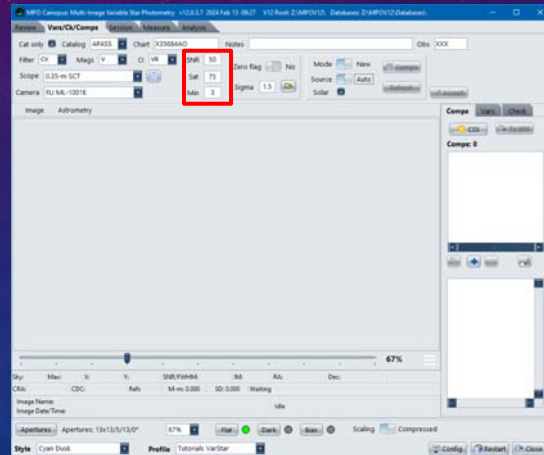 MPO Canopus: Multi-Image Variable Star Photometry v12.0.3.7 2024 Feb 13 09:27 V12 Root: Z:\MPOV12\ Databases: Z:\MPOV12\Databases\
Review Vars/Ck/Comps Session Measure Analysis
Cat only Catalog APASS Chart X35684AO Notes Obs XXX
Filter CV Mags V CI VR SNR 50 Zero flag No Mode New
Scope 0.35-m SCT Sat 75 Source Auto
Camera FLI ML-1001E Min 3 Sigma 1.5 Solar Refresh Accept
Image Astrometry Comps Vars Check
CSS
Comps: 0
67%
Sky: Max: X: Y: SNR/FWHM: IM: RA: Dec:
CRA: CDC: Ref: M-m: 0.000 SD: 0.000 Waiting
Image Name: Idle
Image Date/Time:
Apertures Apertures: 13x13/5/13/0° 67% Flat Dark Bias Scaling Compressed
Style Cyan Dusk Profile Tutorials VarStar Config Restart Close